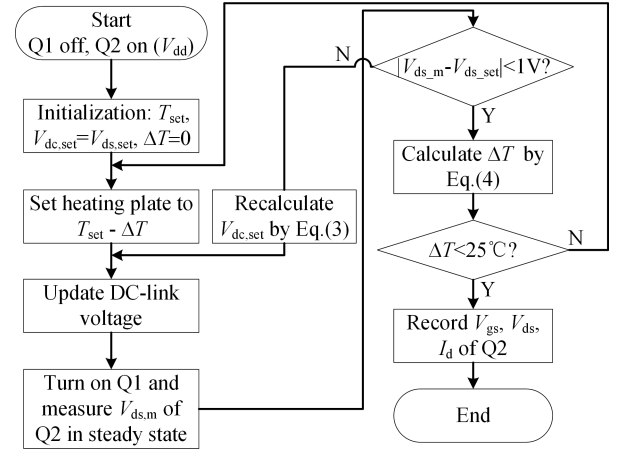 Start
Q1 off, Q2 on (Vdd)
Initialization: Tset,
Vdc,set=Vds,set, ΔT=0
Set heating plate to
Tset - ΔT
Recalculate
Vdc,set by Eq.(3)
Update DC-link
voltage
Turn on Q1 and
measure Vds,m of
Q2 in steady state
N
|Vds_m-Vds_set|<1V?
Y
Calculate ΔT by
Eq.(4)
ΔT<25℃?
N
Y
Record Vgs, Vds,
Id of Q2
End